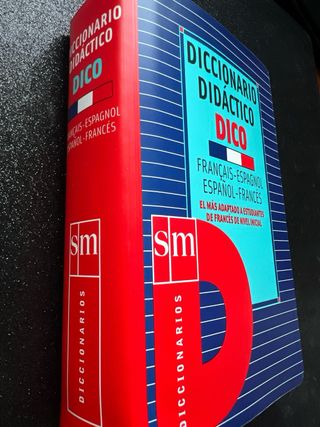 DICCIONARIO
DIDÁCTICO
DICO
FRANÇAIS-ESPAGNOL
ESPAÑOL-FRANCÉS
sm
DICCIONARIOS
DICCIONARIO
DIDÁCTICO
DICO
FRANÇAIS-ESPAGNOL
ESPAÑOL-FRANCÉS
EL MÁS ADAPTADO A ESTUDIANTES
DE FRANCÉS DE NIVEL INICIAL
sm
DICCIONARIOS